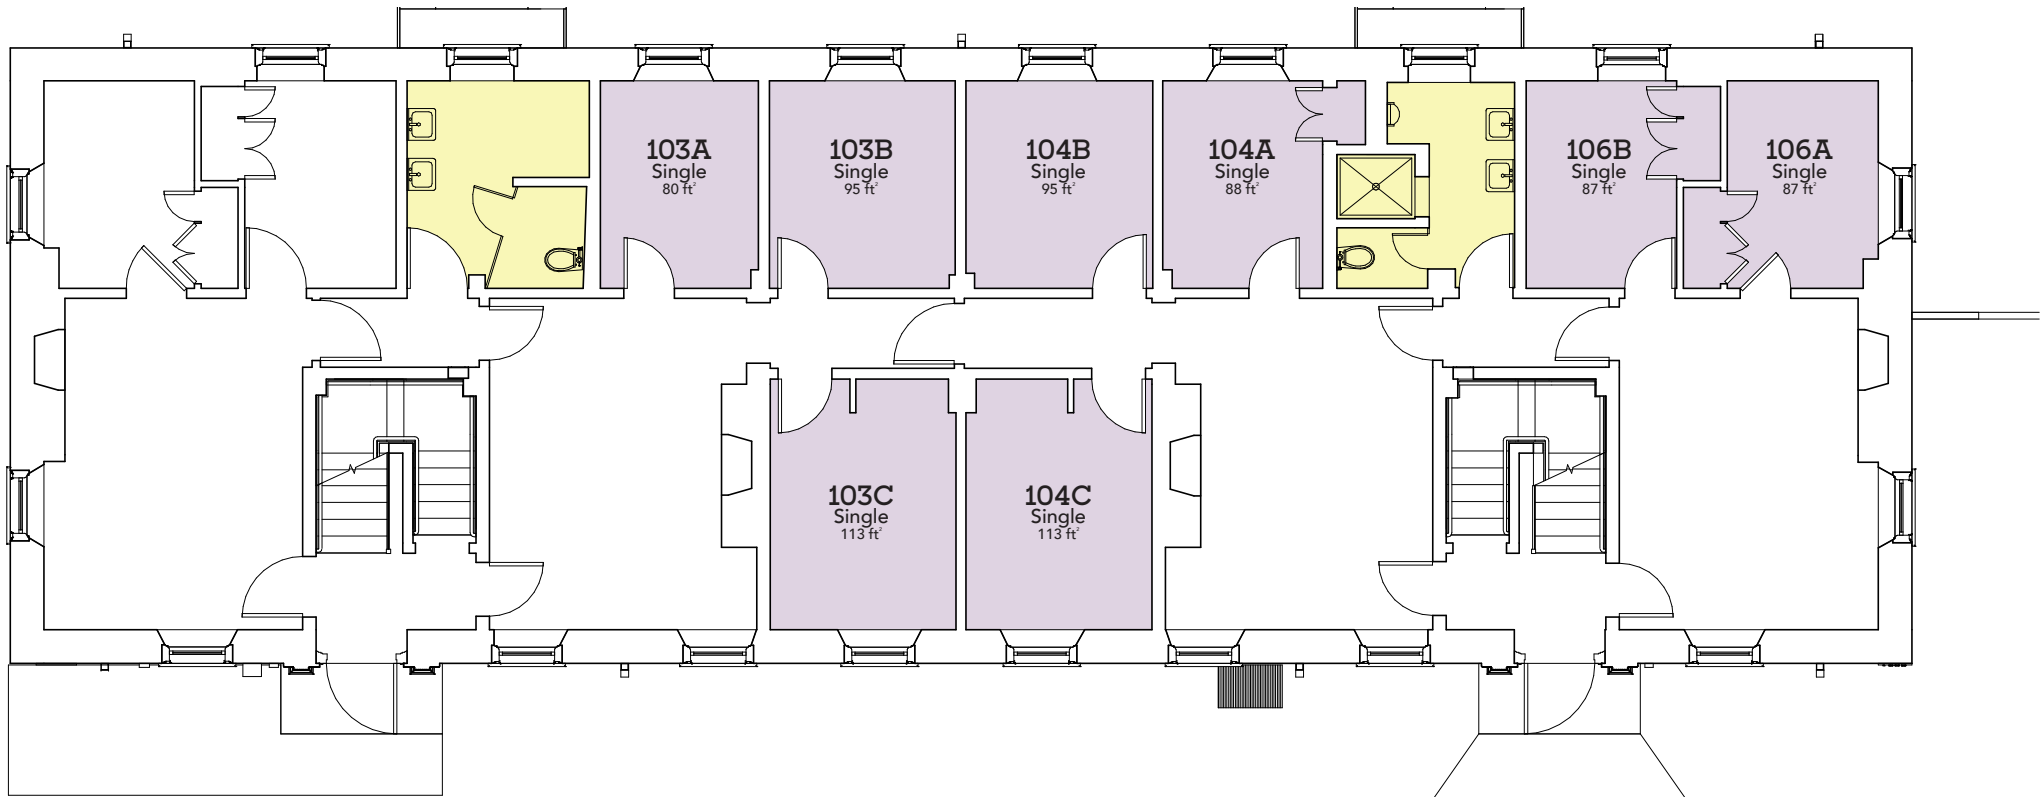 103A
Single
80 ft²
103B
Single
95 ft²
104B
Single
95 ft²
104A
Single
88 ft²
106B
Single
87 ft²
106A
Single
87 ft²
103C
Single
113 ft²
104C
Single
113 ft²